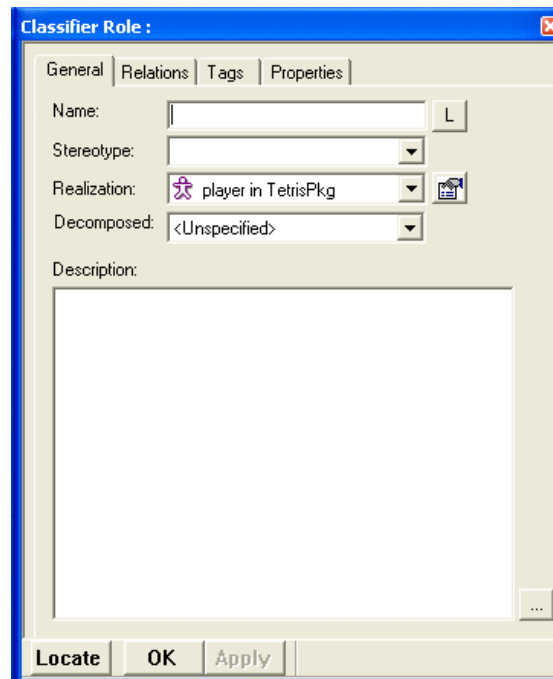 Classifier Role :
General Relations Tags Properties
Name: L
Stereotype:
Realization: player in TetrisPkg
Decomposed: <Unspecified>
Description:
...
Locate OK Apply